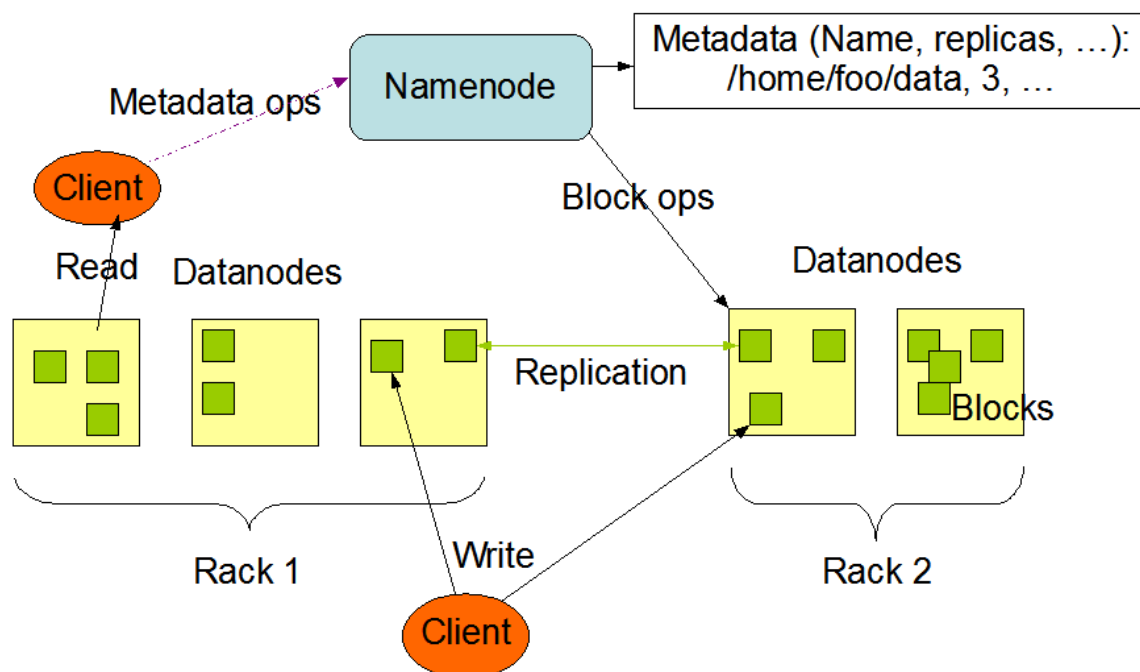 Metadata (Name, replicas, …):
/home/foo/data, 3, …
Namenode
Metadata ops
Client
Block ops
Read
Datanodes
Datanodes
Replication
Blocks
Rack 1
Write
Rack 2
Client